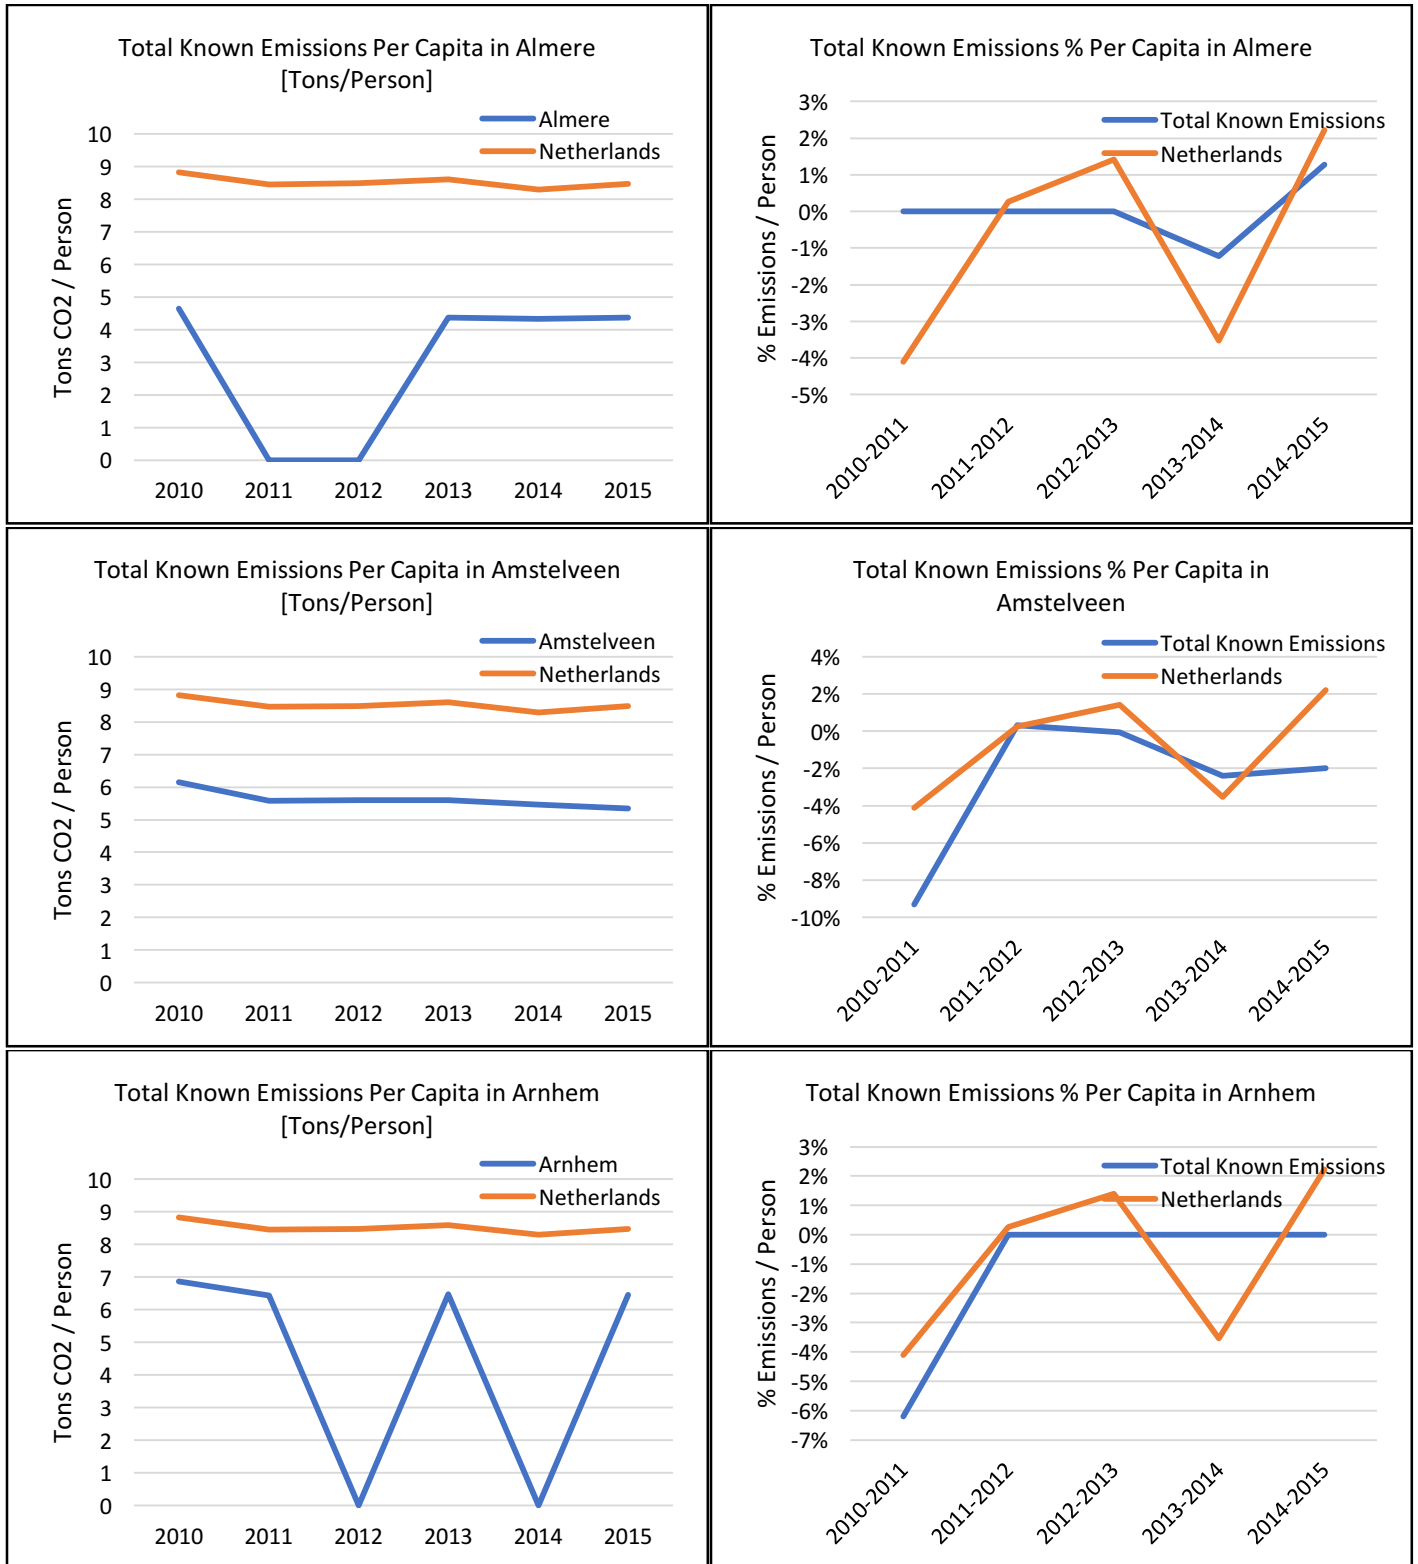 Total Known Emissions Per Capita in Almere
[Tons/Person]
Almere
Netherlands
Tons CO2 / Person
10
9
8
7
6
5
4
3
2
1
0
2010 2011 2012 2013 2014 2015
Total Known Emissions % Per Capita in Almere
Total Known Emissions
Netherlands
% Emissions / Person
3%
2%
1%
0%
-1%
-2%
-3%
-4%
-5%
2010-2011 2011-2012 2012-2013 2013-2014 2014-2015
Total Known Emissions Per Capita in Amstelveen
[Tons/Person]
Amstelveen
Netherlands
Tons CO2 / Person
10
9
8
7
6
5
4
3
2
1
0
2010 2011 2012 2013 2014 2015
Total Known Emissions % Per Capita in
Amstelveen
Total Known Emissions
Netherlands
% Emissions / Person
4%
2%
0%
-2%
-4%
-6%
-8%
-10%
2010-2011 2011-2012 2012-2013 2013-2014 2014-2015
Total Known Emissions Per Capita in Arnhem
[Tons/Person]
Arnhem
Netherlands
Tons CO2 / Person
10
9
8
7
6
5
4
3
2
1
0
2010 2011 2012 2013 2014 2015
Total Known Emissions % Per Capita in Arnhem
Total Known Emissions
Netherlands
% Emissions / Person
3%
2%
1%
0%
-1%
-2%
-3%
-4%
-5%
-6%
-7%
2010-2011 2011-2012 2012-2013 2013-2014 2014-2015